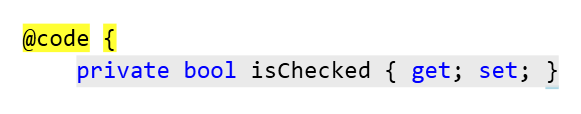 @code {
    private bool isChecked { get; set; }